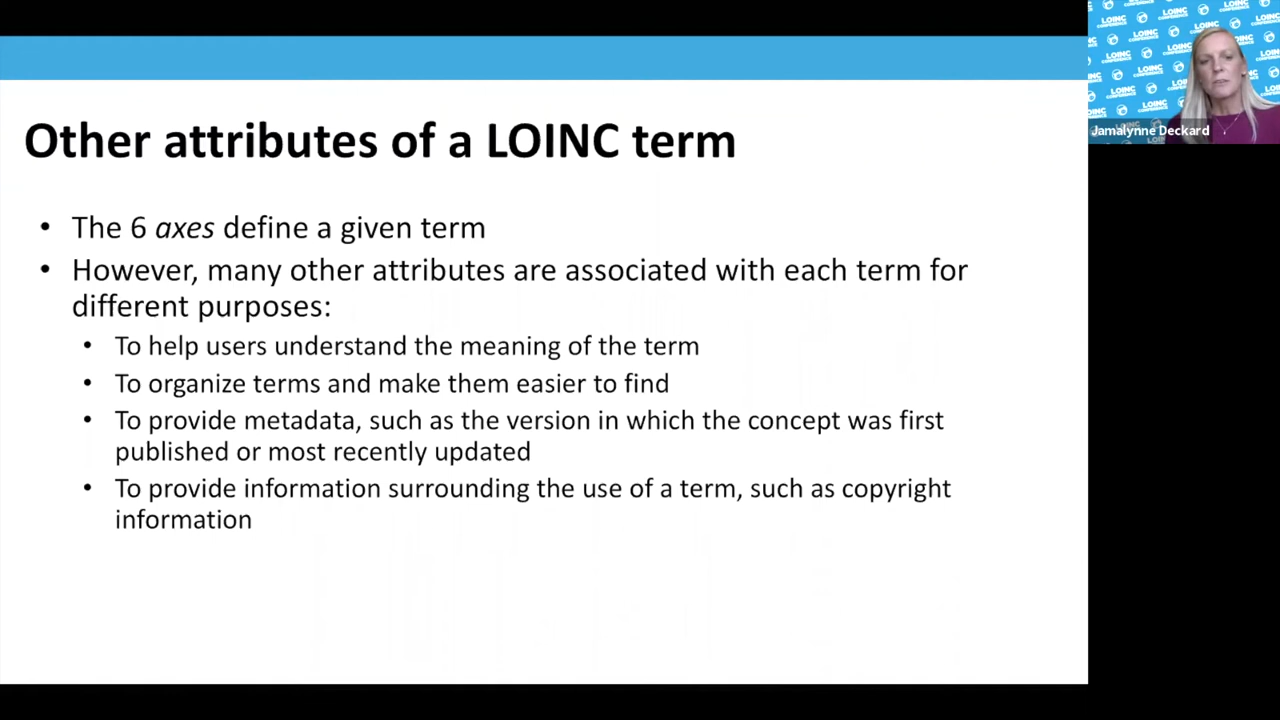 Other attributes of a LOINC term
• The 6 axes define a given term
• However, many other attributes are associated with each term for
different purposes:
• To help users understand the meaning of the term
• To organize terms and make them easier to find
• To provide metadata, such as the version in which the concept was first
published or most recently updated
• To provide information surrounding the use of a term, such as copyright
information
LOINC
CONFERENCE
Jamalynne Deckard